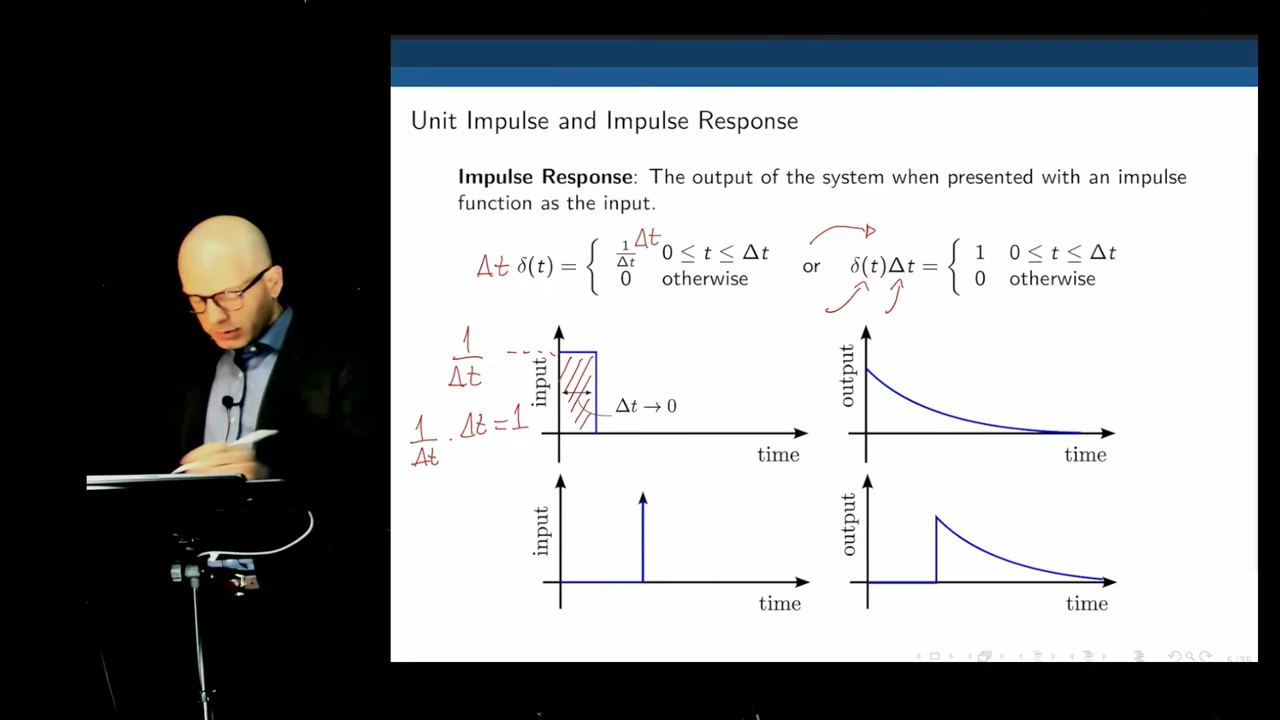 Unit Impulse and Impulse Response
Impulse Response: The output of the system when presented with an impulse
function as the input.
Δt δ(t) = { 1/Δt Δt 0 ≤ t ≤ Δt
0 otherwise
or
δ(t)Δt = { 1 0 ≤ t ≤ Δt
0 otherwise
1/Δt
1/Δt · Δt = 1
input
Δt → 0
time
output
time
input
time
output
time
5/35